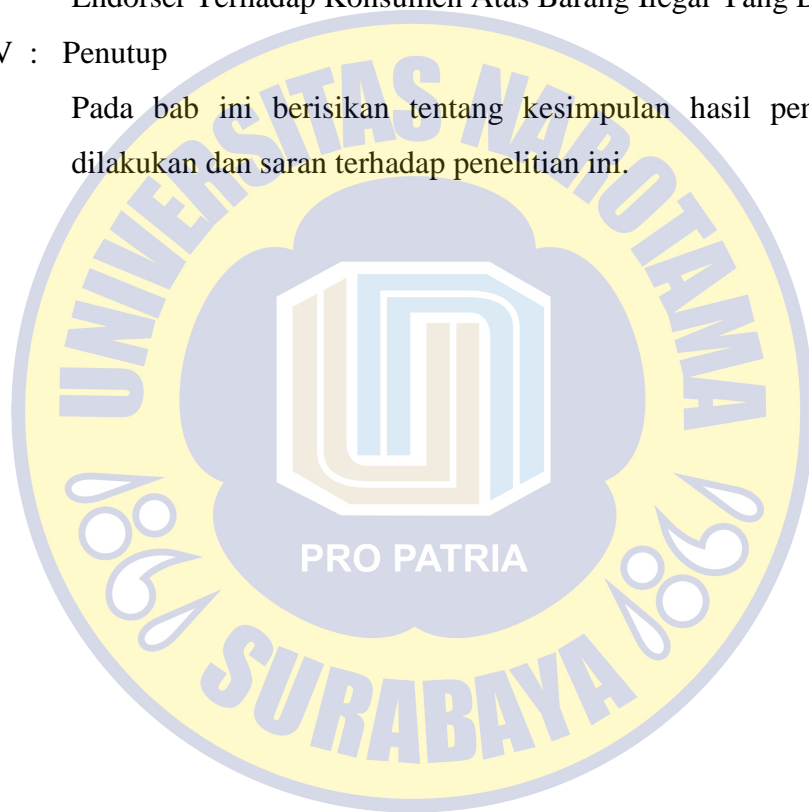 Endorser Terhadap Konsumen Atas Barang Ilegal Yang
V : Penutup
Pada bab ini berisikan tentang kesimpulan hasil
dilakukan dan saran terhadap penelitian ini.
UNIVERSITAS NAROTAMA
PRO PATRIA
SURABAYA